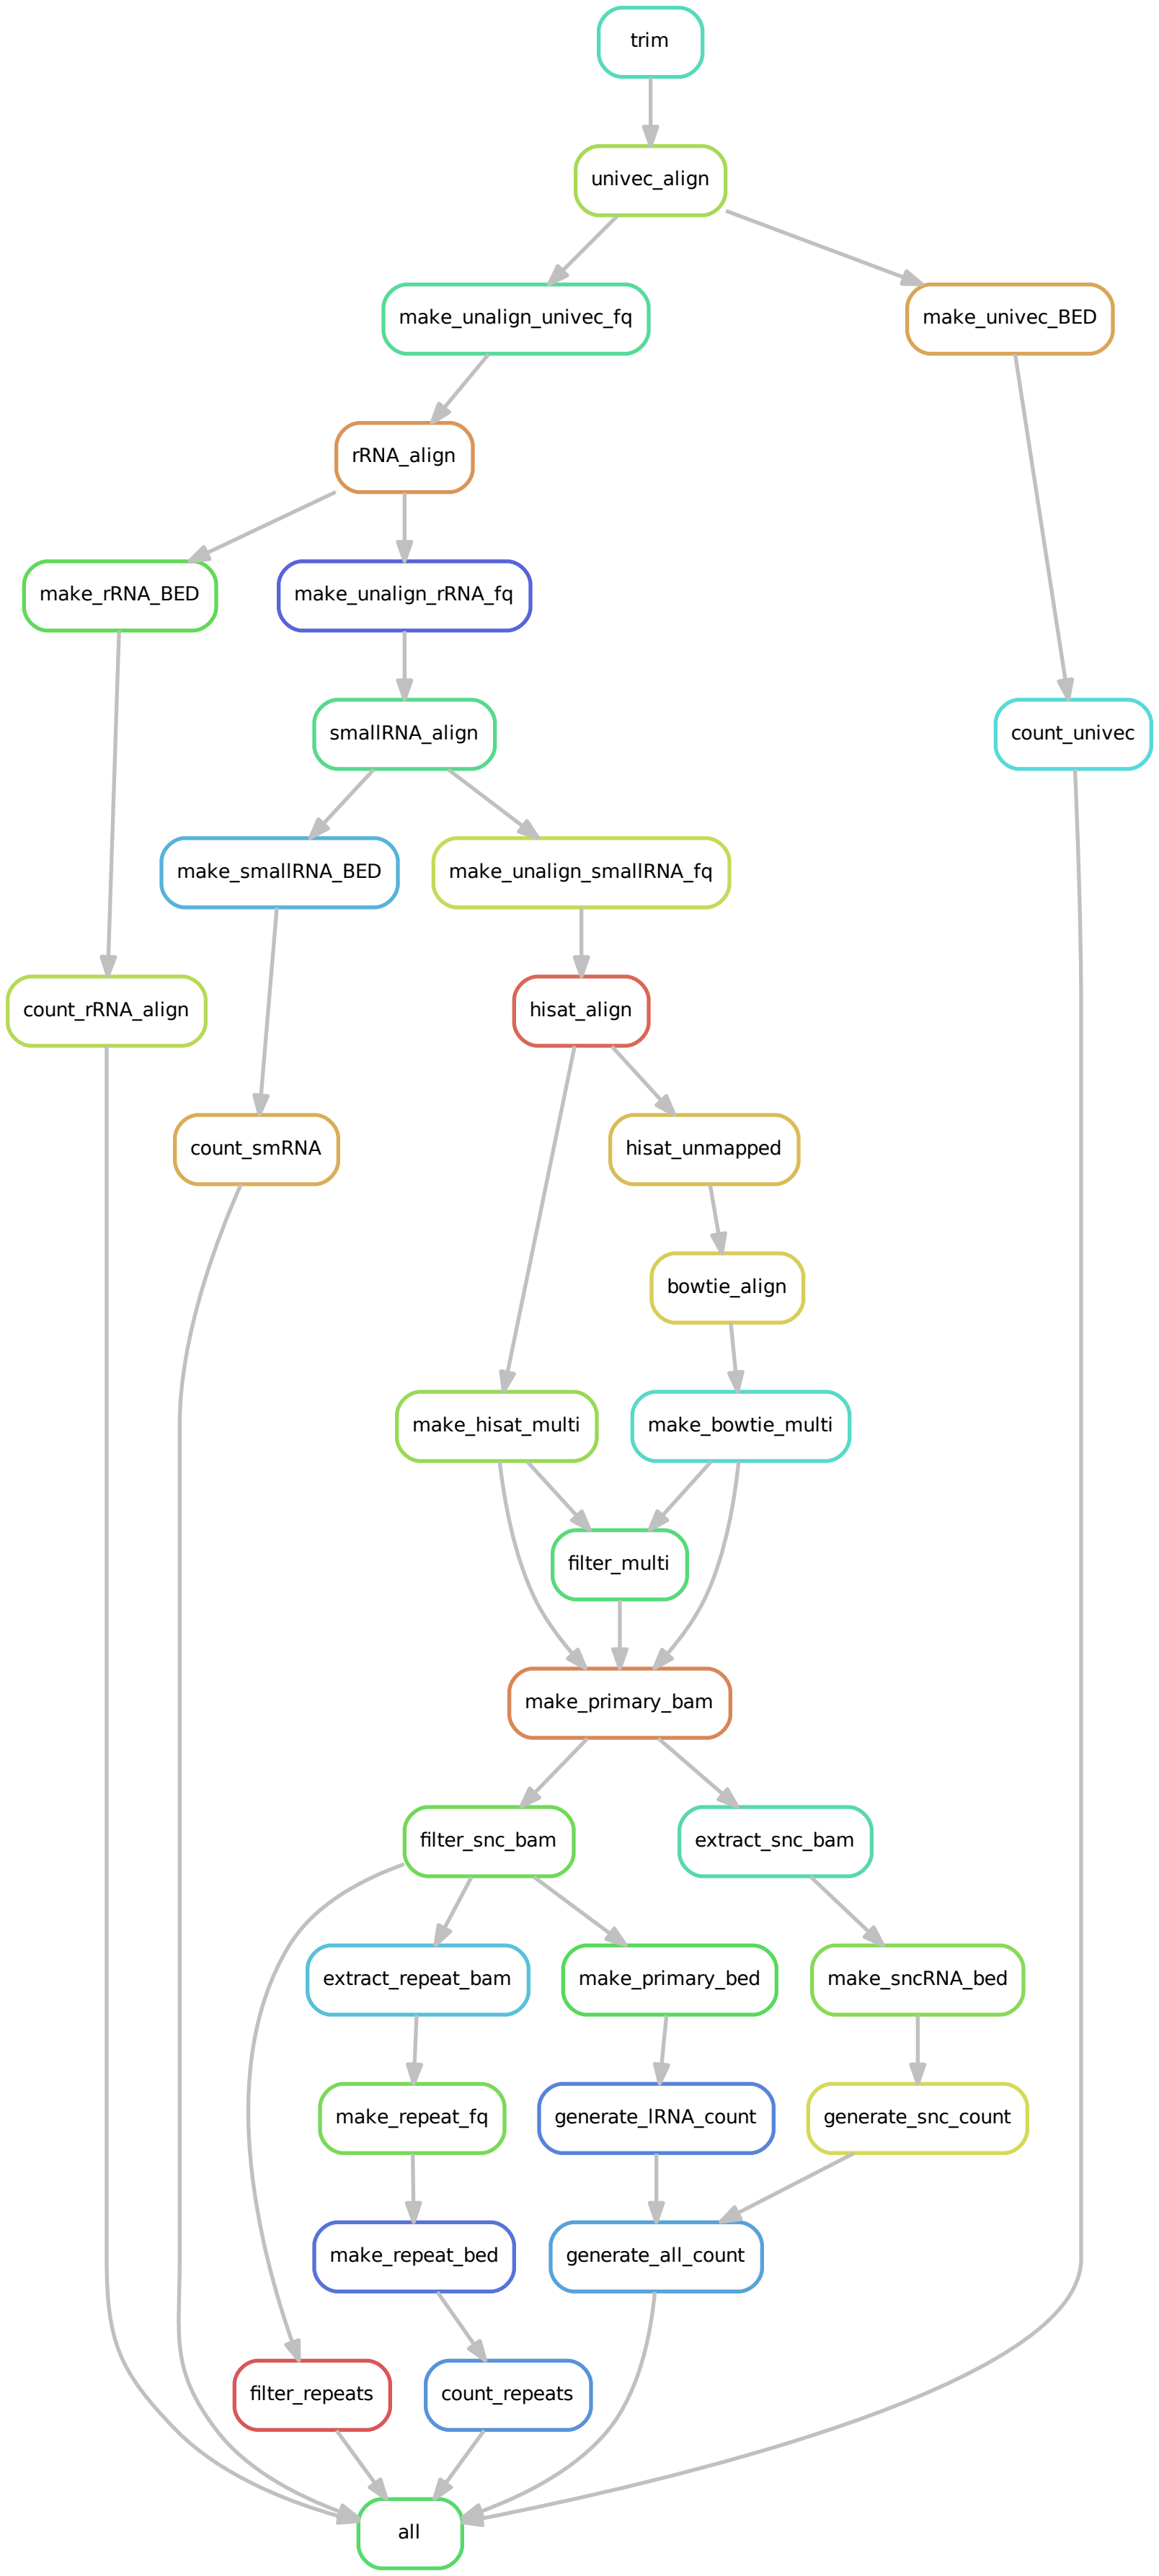 trim
univec_align
make_unalign_univec_fq
make_univec_BED
rRNA_align
make_rRNA_BED
make_unalign_rRNA_fq
smallRNA_align
count_univec
make_smallRNA_BED
make_unalign_smallRNA_fq
count_rRNA_align
hisat_align
count_smRNA
hisat_unmapped
bowtie_align
make_hisat_multi
make_bowtie_multi
filter_multi
make_primary_bam
filter_snc_bam
extract_snc_bam
extract_repeat_bam
make_primary_bed
make_sncRNA_bed
make_repeat_fq
generate_lRNA_count
generate_snc_count
make_repeat_bed
generate_all_count
filter_repeats
count_repeats
all